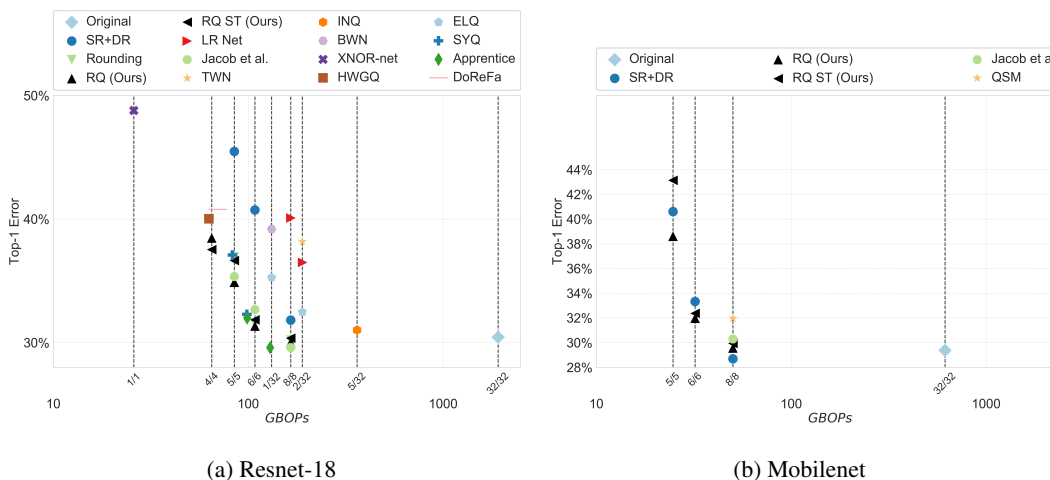 Original
RQ ST (Ours)
INQ
ELQ
SR+DR
LR Net
BWN
SYQ
Rounding
Jacob et al.
XNOR-net
Apprentice
RQ (Ours)
TWN
HWGQ
DoReFa
50%
40%
30%
Top-1 Error
1/1
4/4
5/5
6/6
1/32
8/8
2/32
5/32
32/32
10
100
1000
GBOPs
(a) Resnet-18
Original
RQ (Ours)
Jacob et al
SR+DR
RQ ST (Ours)
QSM
44%
42%
40%
38%
36%
34%
32%
30%
28%
Top-1 Error
5/5
6/6
8/8
32/32
10
100
1000
GBOPs
(b) Mobilenet